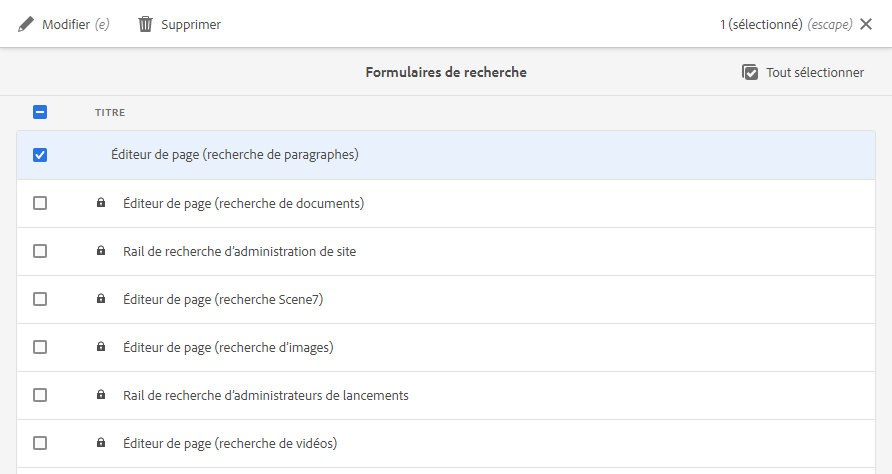 Modifier (e) Supprimer 1 (sélectionné) (escape)
Formulaires de recherche Tout sélectionner
TITRE
Éditeur de page (recherche de paragraphes)
Éditeur de page (recherche de documents)
Rail de recherche d'administration de site
Éditeur de page (recherche Scene7)
Éditeur de page (recherche d'images)
Rail de recherche d'administrateurs de lancements
Éditeur de page (recherche de vidéos)